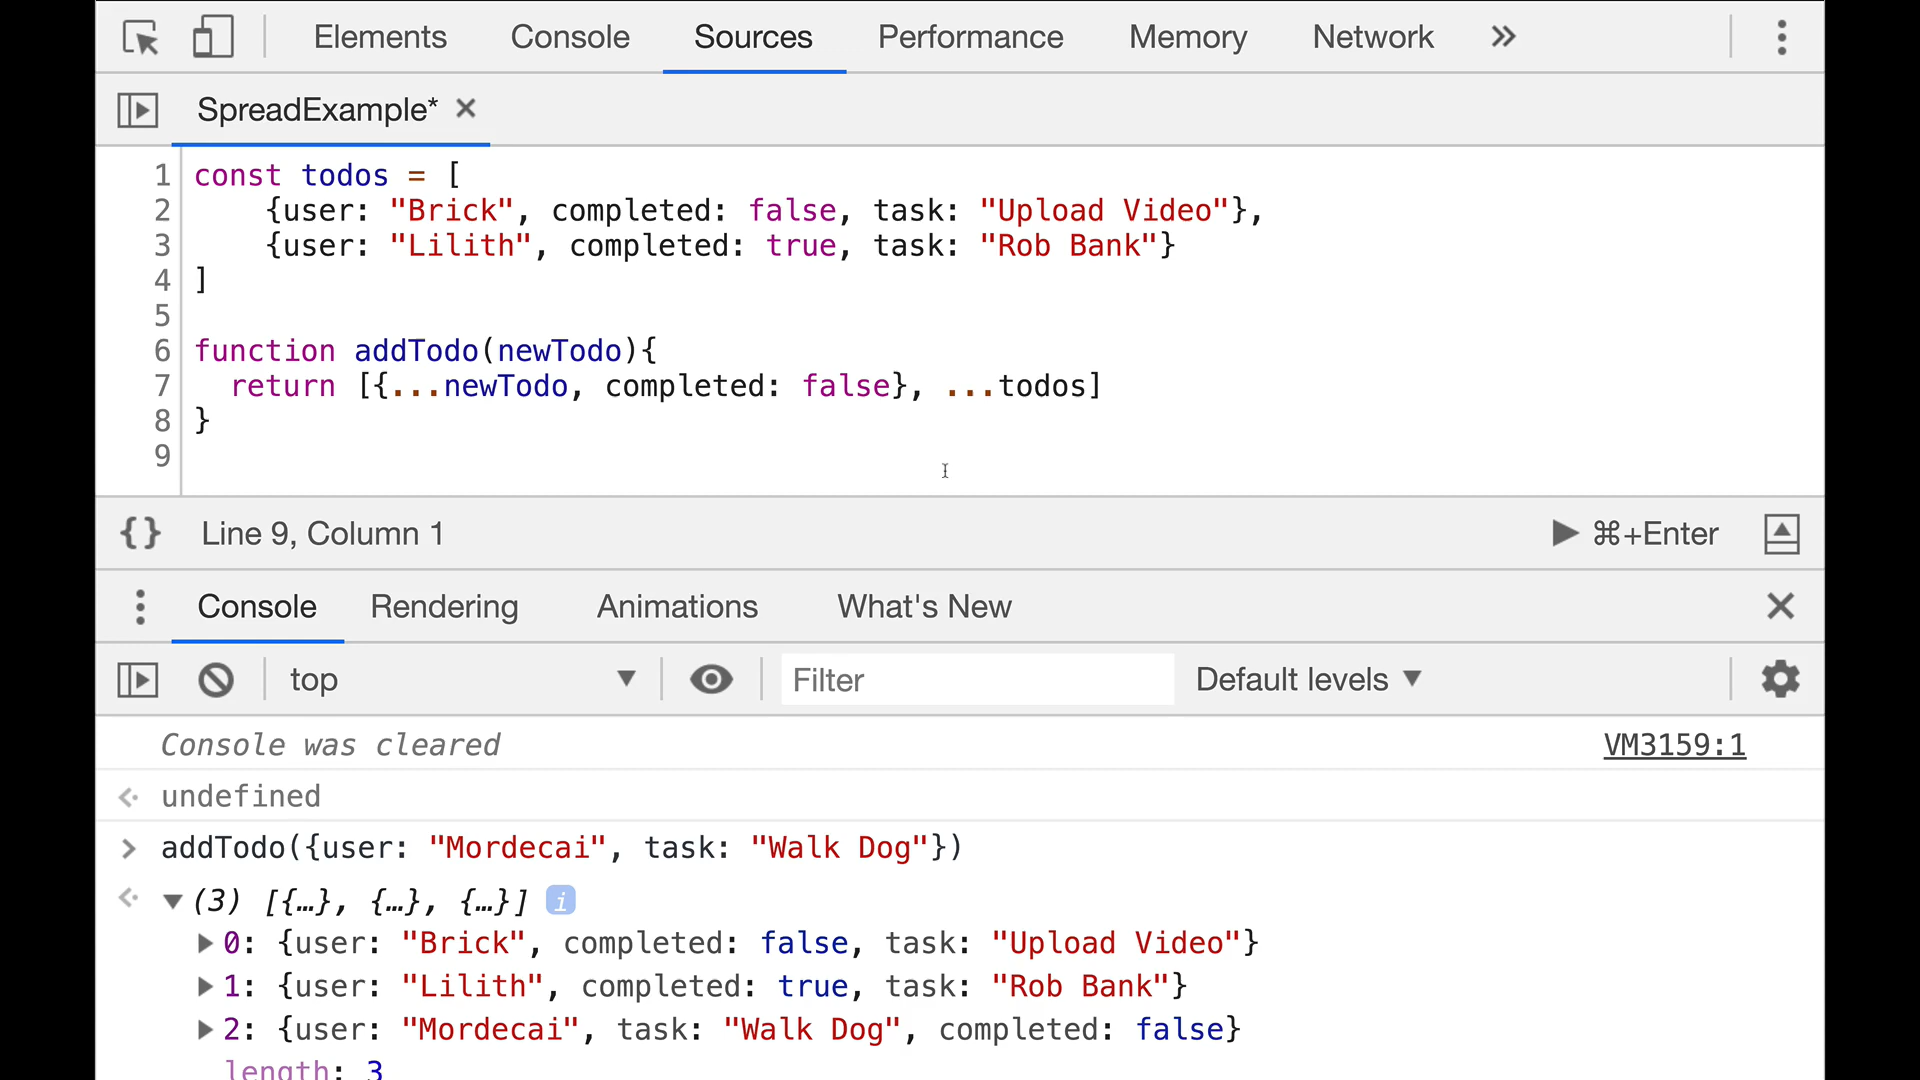 Elements Console Sources Performance Memory Network »
SpreadExample* ×
1 const todos = [
2     {user: "Brick", completed: false, task: "Upload Video"},
3     {user: "Lilith", completed: true, task: "Rob Bank"}
4 ]
5
6 function addTodo(newTodo){
7   return [{...newTodo, completed: false}, ...todos]
8 }
9
{} Line 9, Column 1 ▶ ⌘+Enter
Console Rendering Animations What's New ×
top ▼ Filter Default levels ▼
Console was cleared VM3159:1
undefined
> addTodo({user: "Mordecai", task: "Walk Dog"})
▼ (3) [{…}, {…}, {…}] i
▶ 0: {user: "Brick", completed: false, task: "Upload Video"}
▶ 1: {user: "Lilith", completed: true, task: "Rob Bank"}
▶ 2: {user: "Mordecai", task: "Walk Dog", completed: false}
length: 3